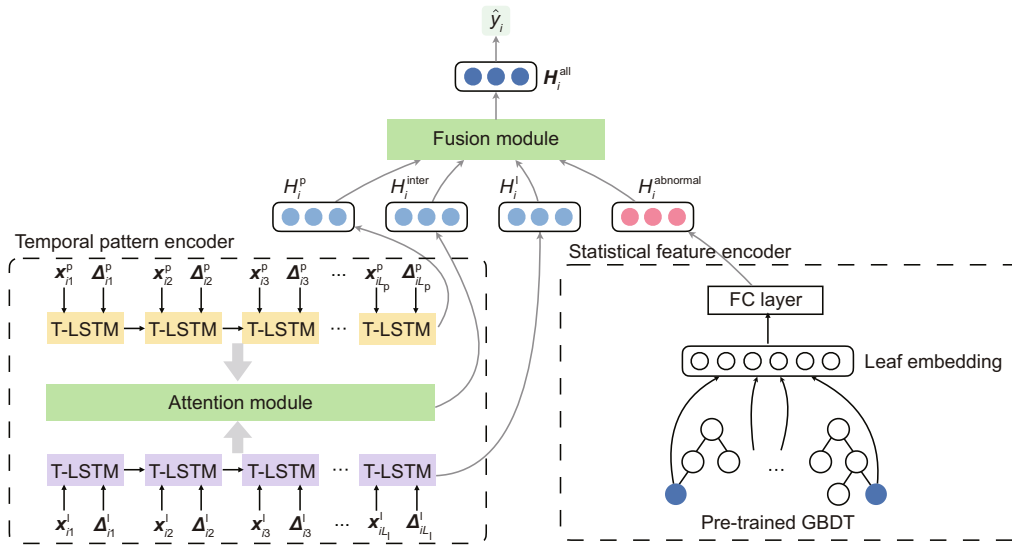 ŷ_i
H_i^all
Fusion module
H_i^p H_i^inter H_i^l H_i^abnormal
Temporal pattern encoder
Statistical feature encoder
x_i1^p Δ_i1^p x_i2^p Δ_i2^p x_i3^p Δ_i3^p ... x_iL_p^p Δ_iL_p^p
T-LSTM T-LSTM T-LSTM ... T-LSTM
FC layer
Leaf embedding
Attention module
T-LSTM T-LSTM T-LSTM ... T-LSTM
...
x_i1^l Δ_i1^l x_i2^l Δ_i2^l x_i3^l Δ_i3^l ... x_iL_l^l Δ_iL_l^l
Pre-trained GBDT